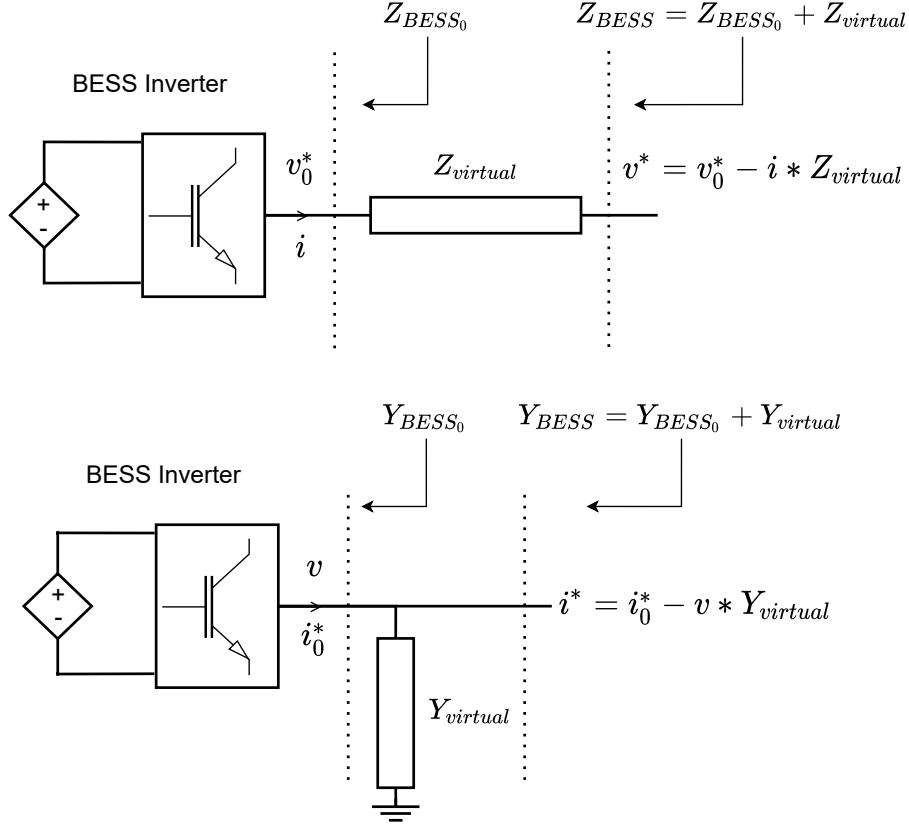 Z_{BESS_0}
Z_{BESS} = Z_{BESS_0} + Z_{virtual}
BESS Inverter
v_0^*
Z_{virtual}
v^* = v_0^* - i * Z_{virtual}
+
-
i
Y_{BESS_0}
Y_{BESS} = Y_{BESS_0} + Y_{virtual}
BESS Inverter
v
+
-
i_0^*
i^* = i_0^* - v * Y_{virtual}
Y_{virtual}